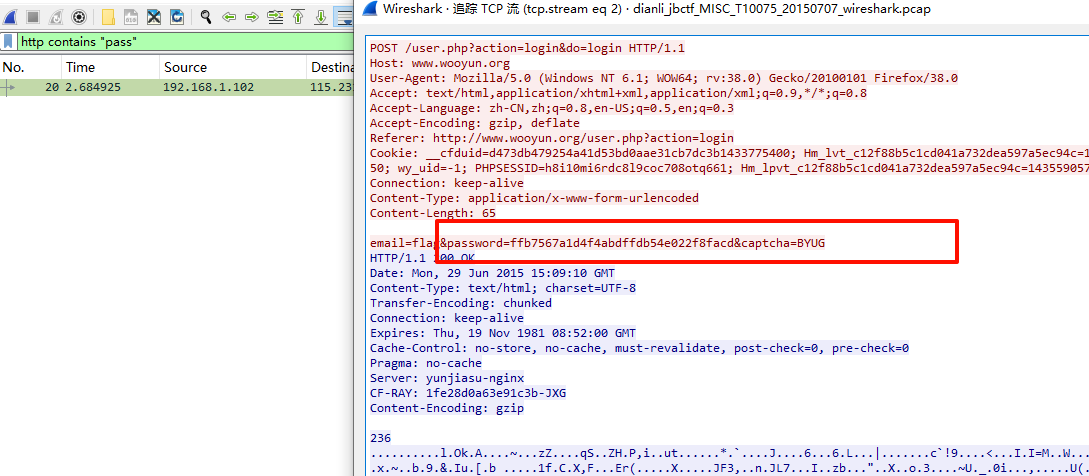 Wireshark · 追踪 TCP 流 (tcp.stream eq 2) · dianli_jbctf_MISC_T10075_20150707_wireshark.pcap
http contains "pass"
No. Time Source Destina
20 2.684925 192.168.1.102 115.23
POST /user.php?action=login&do=login HTTP/1.1
Host: www.wooyun.org
User-Agent: Mozilla/5.0 (Windows NT 6.1; WOW64; rv:38.0) Gecko/20100101 Firefox/38.0
Accept: text/html,application/xhtml+xml,application/xml;q=0.9,*/*;q=0.8
Accept-Language: zh-CN,zh;q=0.8,en-US;q=0.5,en;q=0.3
Accept-Encoding: gzip, deflate
Referer: http://www.wooyun.org/user.php?action=login
Cookie: __cfduid=d473db479254a41d53bd0aae31cb7dc3b1433775400; Hm_lvt_c12f88b5c1cd041a732dea597a5ec94c=1
50; wy_uid=-1; PHPSESSID=h8i10mi6rdc8l9coc708otq661; Hm_lpvt_c12f88b5c1cd041a732dea597a5ec94c=143559057
Connection: keep-alive
Content-Type: application/x-www-form-urlencoded
Content-Length: 65
email=flag&password=ffb7567a1d4f4abdffdb54e022f8facd&captcha=BYUG
HTTP/1.1 200 OK
Date: Mon, 29 Jun 2015 15:09:10 GMT
Content-Type: text/html; charset=UTF-8
Transfer-Encoding: chunked
Connection: keep-alive
Expires: Thu, 19 Nov 1981 08:52:00 GMT
Cache-Control: no-store, no-cache, must-revalidate, post-check=0, pre-check=0
Pragma: no-cache
Server: yunjiasu-nginx
CF-RAY: 1fe28d0a63e91c3b-JXG
Content-Encoding: gzip
236
..........l.Ok.A....~...zZ....qS..ZH.P,i..ut......*.`....J....6...6.L...|.......c`!9....<...I.I=M..W...
.x.~..b.9.&.Iu.[.b .....1f.C.X,F...Er(.....X.....JF3,..n.JL7...I..zb..."..X..o.3....~U._.0i...,.....U(